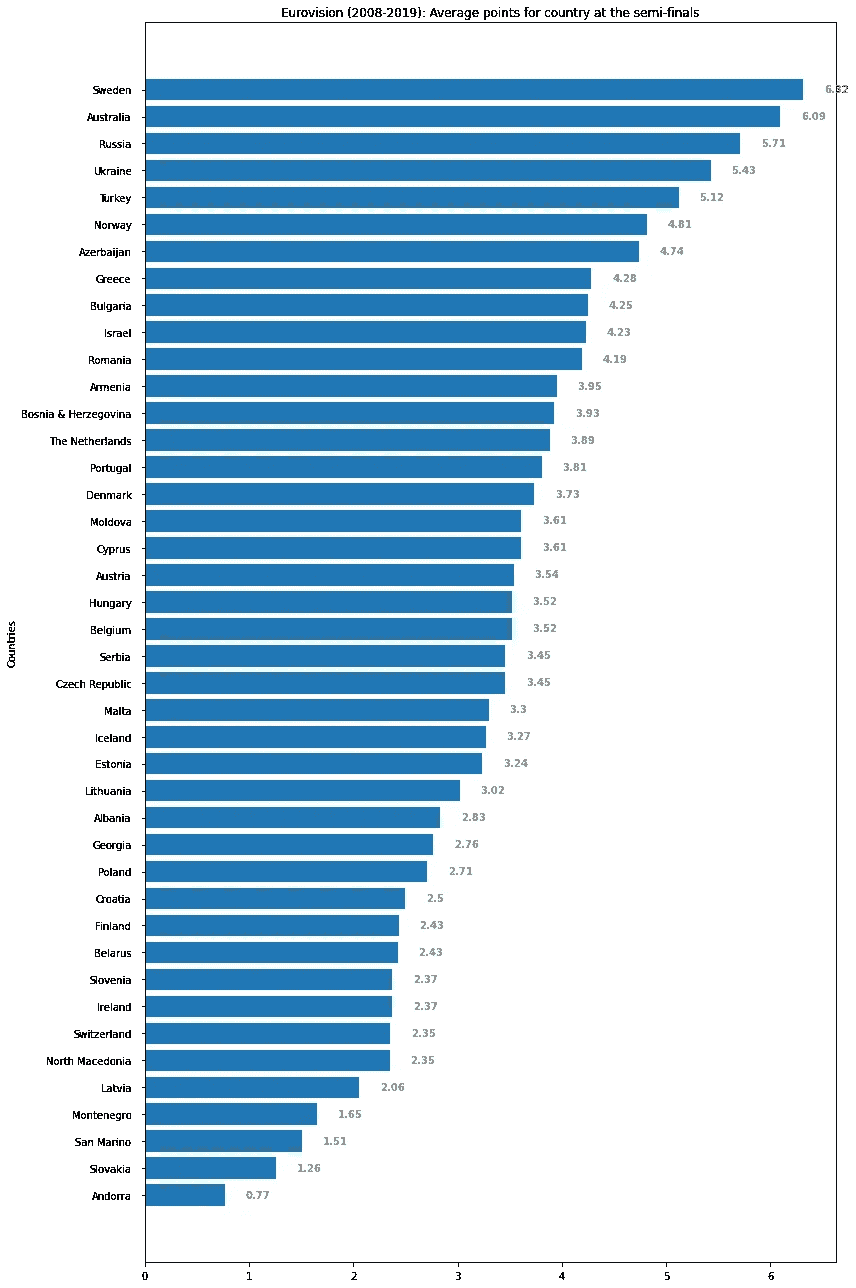 Eurovision (2008-2019): Average points for country at the semi-finals
Countries
Sweden 6.32
Australia 6.09
Russia 5.71
Ukraine 5.43
Turkey 5.12
Norway 4.81
Azerbaijan 4.74
Greece 4.28
Bulgaria 4.25
Israel 4.23
Romania 4.19
Armenia 3.95
Bosnia & Herzegovina 3.93
The Netherlands 3.89
Portugal 3.81
Denmark 3.73
Moldova 3.61
Cyprus 3.61
Austria 3.54
Hungary 3.52
Belgium 3.52
Serbia 3.45
Czech Republic 3.45
Malta 3.3
Iceland 3.27
Estonia 3.24
Lithuania 3.02
Albania 2.83
Georgia 2.76
Poland 2.71
Croatia 2.5
Finland 2.43
Belarus 2.43
Slovenia 2.37
Ireland 2.37
Switzerland 2.35
North Macedonia 2.35
Latvia 2.06
Montenegro 1.65
San Marino 1.51
Slovakia 1.26
Andorra 0.77
0 1 2 3 4 5 6